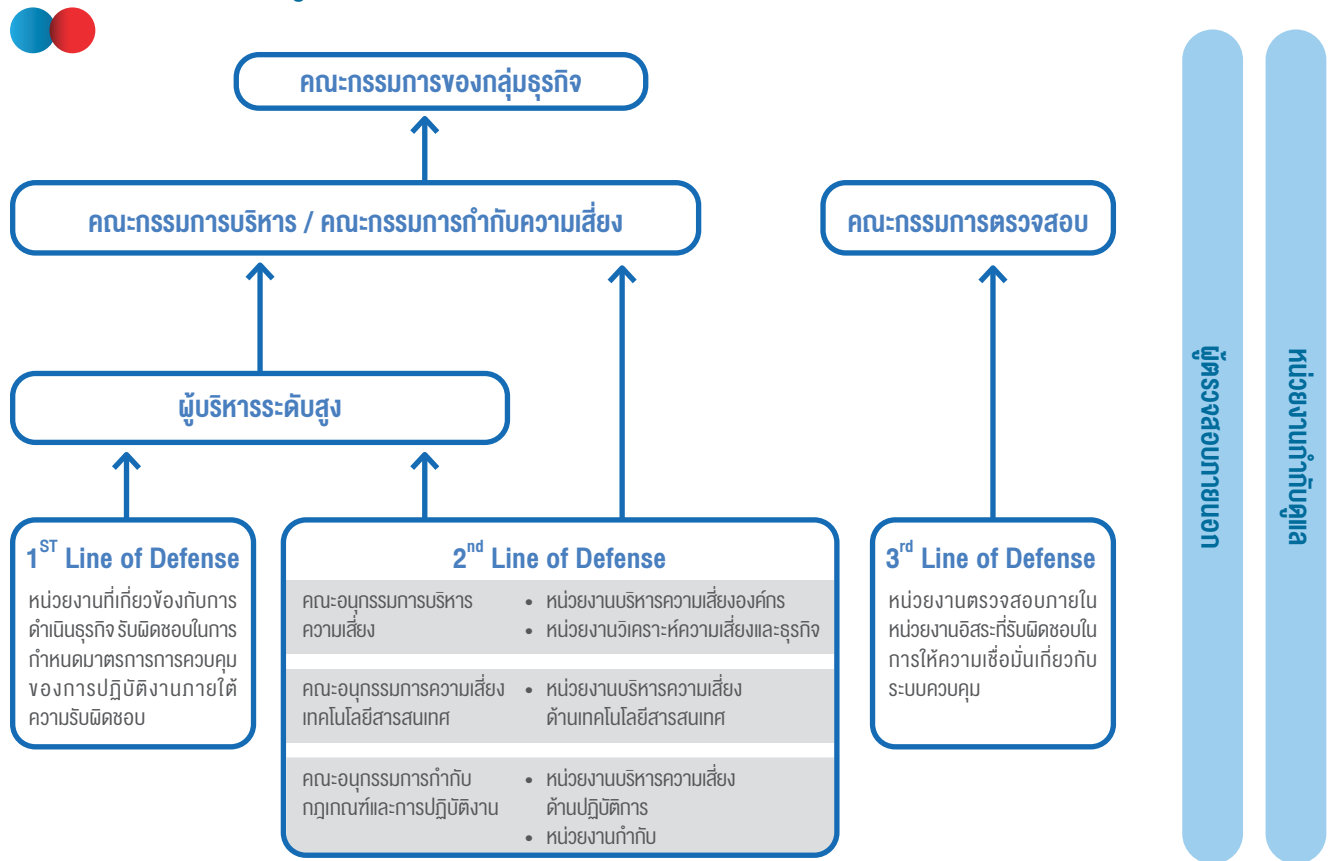 คณะกรรมการของกลุ่มธุรกิจ
คณะกรรมการบริหาร / คณะกรรมการกำกับความเสี่ยง
คณะกรรมการตรวจสอบ
ผู้บริหารระดับสูง
1ST Line of Defense
หน่วยงานที่เกี่ยวข้องกับการ
ดำเนินธุรกิจ รับผิดชอบในการ
กำหนดมาตรการการควบคุม
ของการปฏิบัติงานภายใต้
ความรับผิดชอบ
2nd Line of Defense
คณะอนุกรรมการบริหาร
ความเสี่ยง
• หน่วยงานบริหารความเสี่ยงองค์กร
• หน่วยงานวิเคราะห์ความเสี่ยงและธุรกิจ
คณะอนุกรรมการความเสี่ยง
เทคโนโลยีสารสนเทศ
• หน่วยงานบริหารความเสี่ยง
ด้านเทคโนโลยีสารสนเทศ
คณะอนุกรรมการกำกับ
กฎเกณฑ์และการปฏิบัติงาน
• หน่วยงานบริหารความเสี่ยง
ด้านปฏิบัติการ
• หน่วยงานกำกับ
3rd Line of Defense
หน่วยงานตรวจสอบภายใน
หน่วยงานอิสระที่รับผิดชอบใน
การให้ความเชื่อมั่นเกี่ยวกับ
ระบบควบคุม
ผู้ตรวจสอบภายนอก
หน่วยงานกำกับดูแล